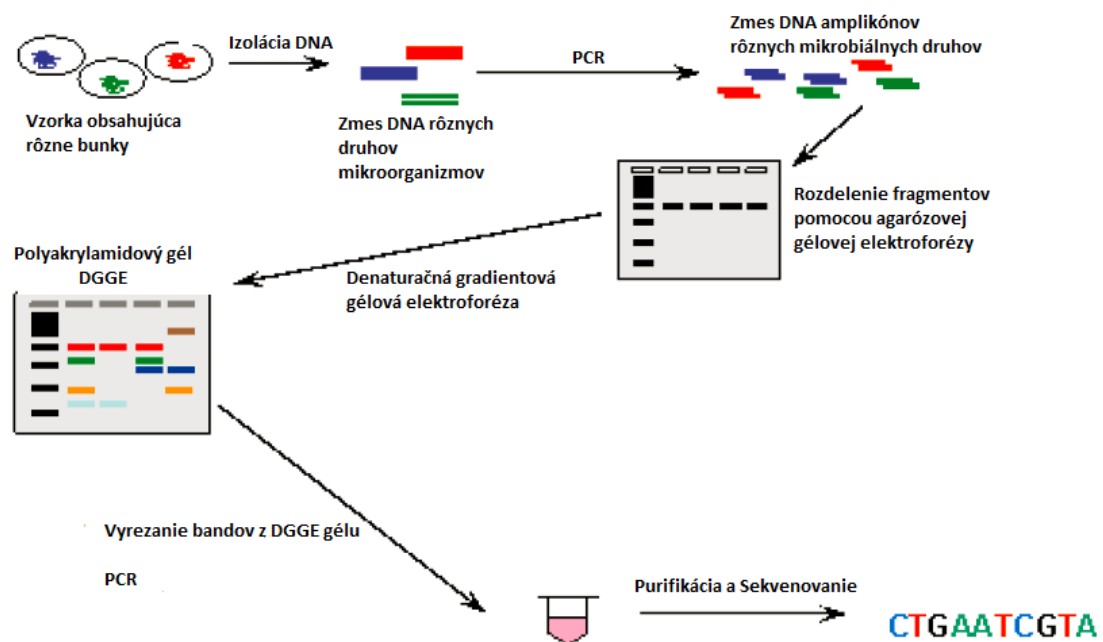 Izolácia DNA
PCR
Zmes DNA amplikónov
rôznych mikrobiálnych druhov
Vzorka obsahujúca
rôzne bunky
Zmes DNA rôznych
druhov
mikroorganizmov
Rozdelenie fragmentov
pomocou agarózovej
gélovej elektroforézy
Polyakrylamidový gél
DGGE
Denaturačná gradientová
gélová elektroforéza
Vyrezanie bandov z DGGE gélu
PCR
Purifikácia a Sekvenovanie
CTGAATCGTA